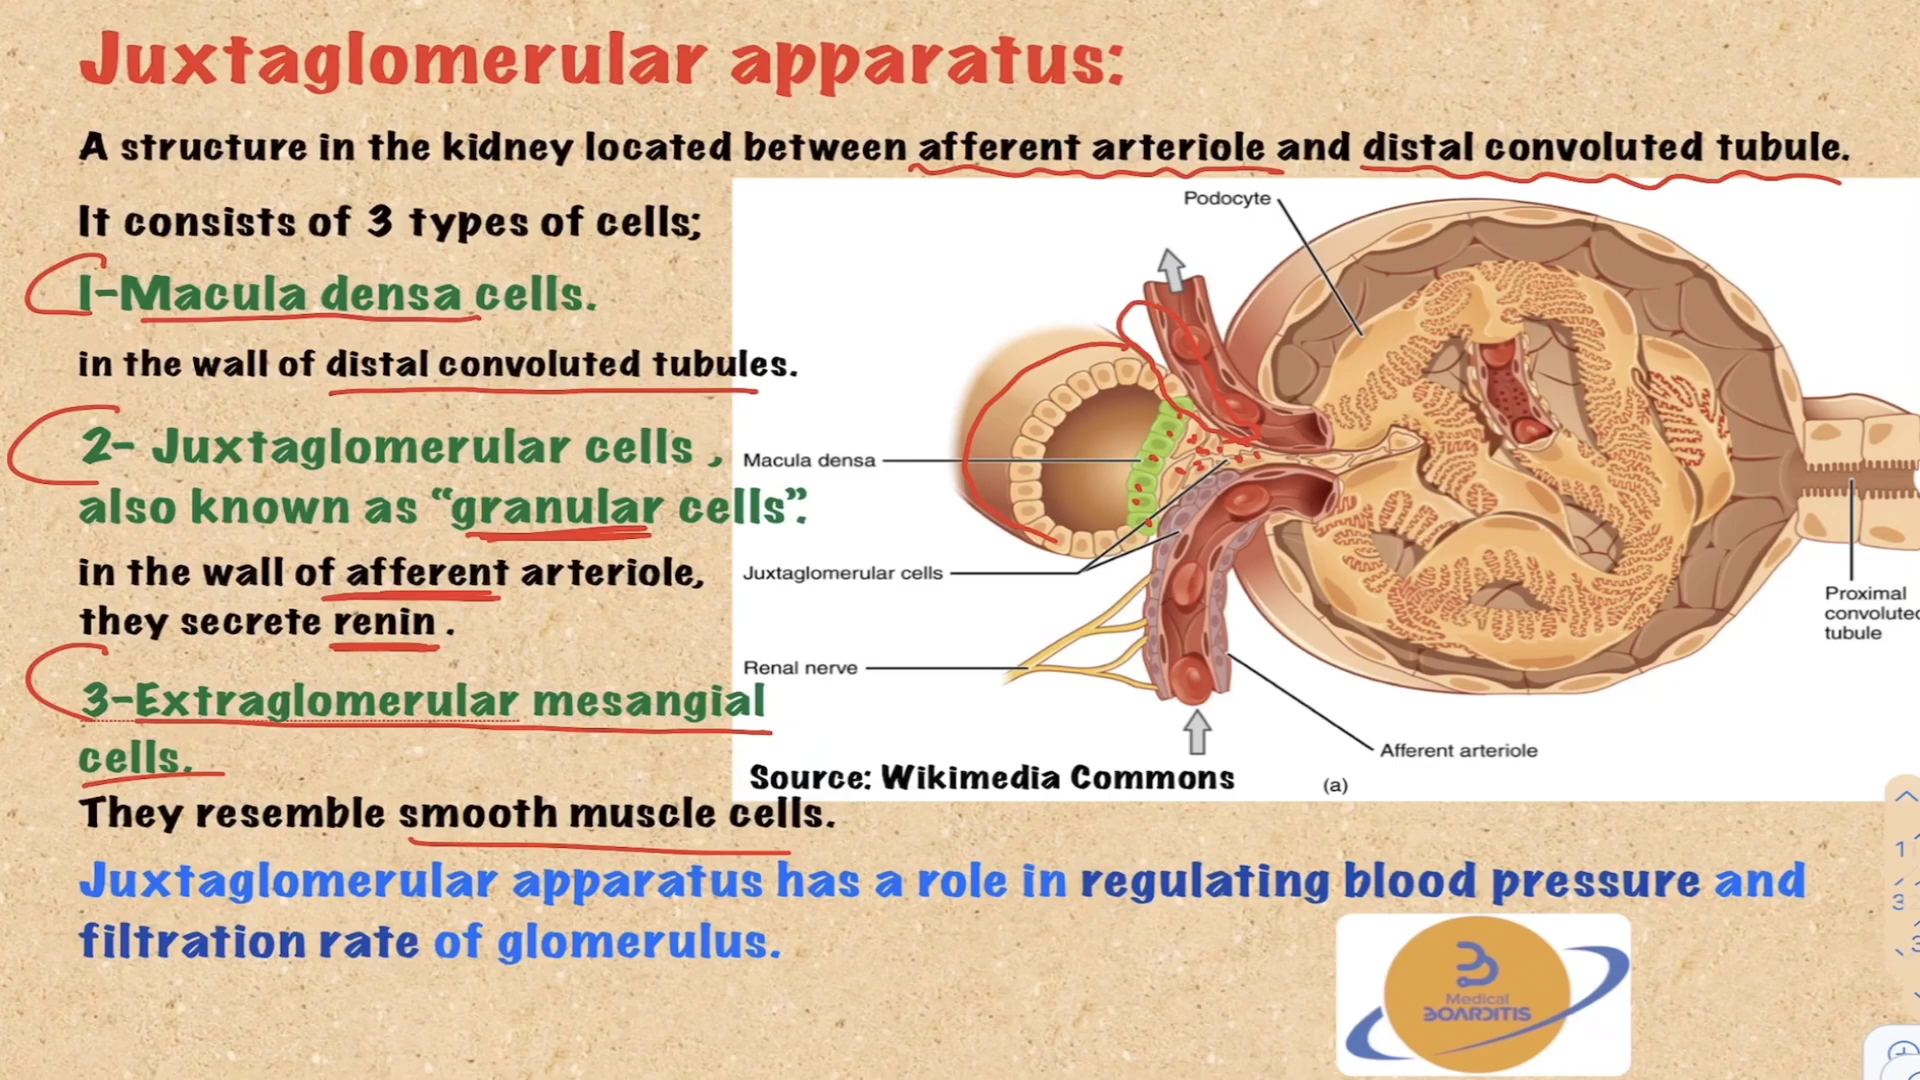 Juxtaglomerular apparatus:
A structure in the kidney located between afferent arteriole and distal convoluted tubule.
It consists of 3 types of cells;
1-Macula densa cells.
in the wall of distal convoluted tubules.
2- Juxtaglomerular cells ,
also known as “granular cells”.
in the wall of afferent arteriole,
they secrete renin .
3-Extraglomerular mesangial
cells.
They resemble smooth muscle cells.
Juxtaglomerular apparatus has a role in regulating blood pressure and
filtration rate of glomerulus.
Podocyte
Macula densa
Juxtaglomerular cells
Renal nerve
Afferent arteriole
Proximal
convoluted
tubule
(a)
Source: Wikimedia Commons
Medical
BOARDITIS
1
3
3